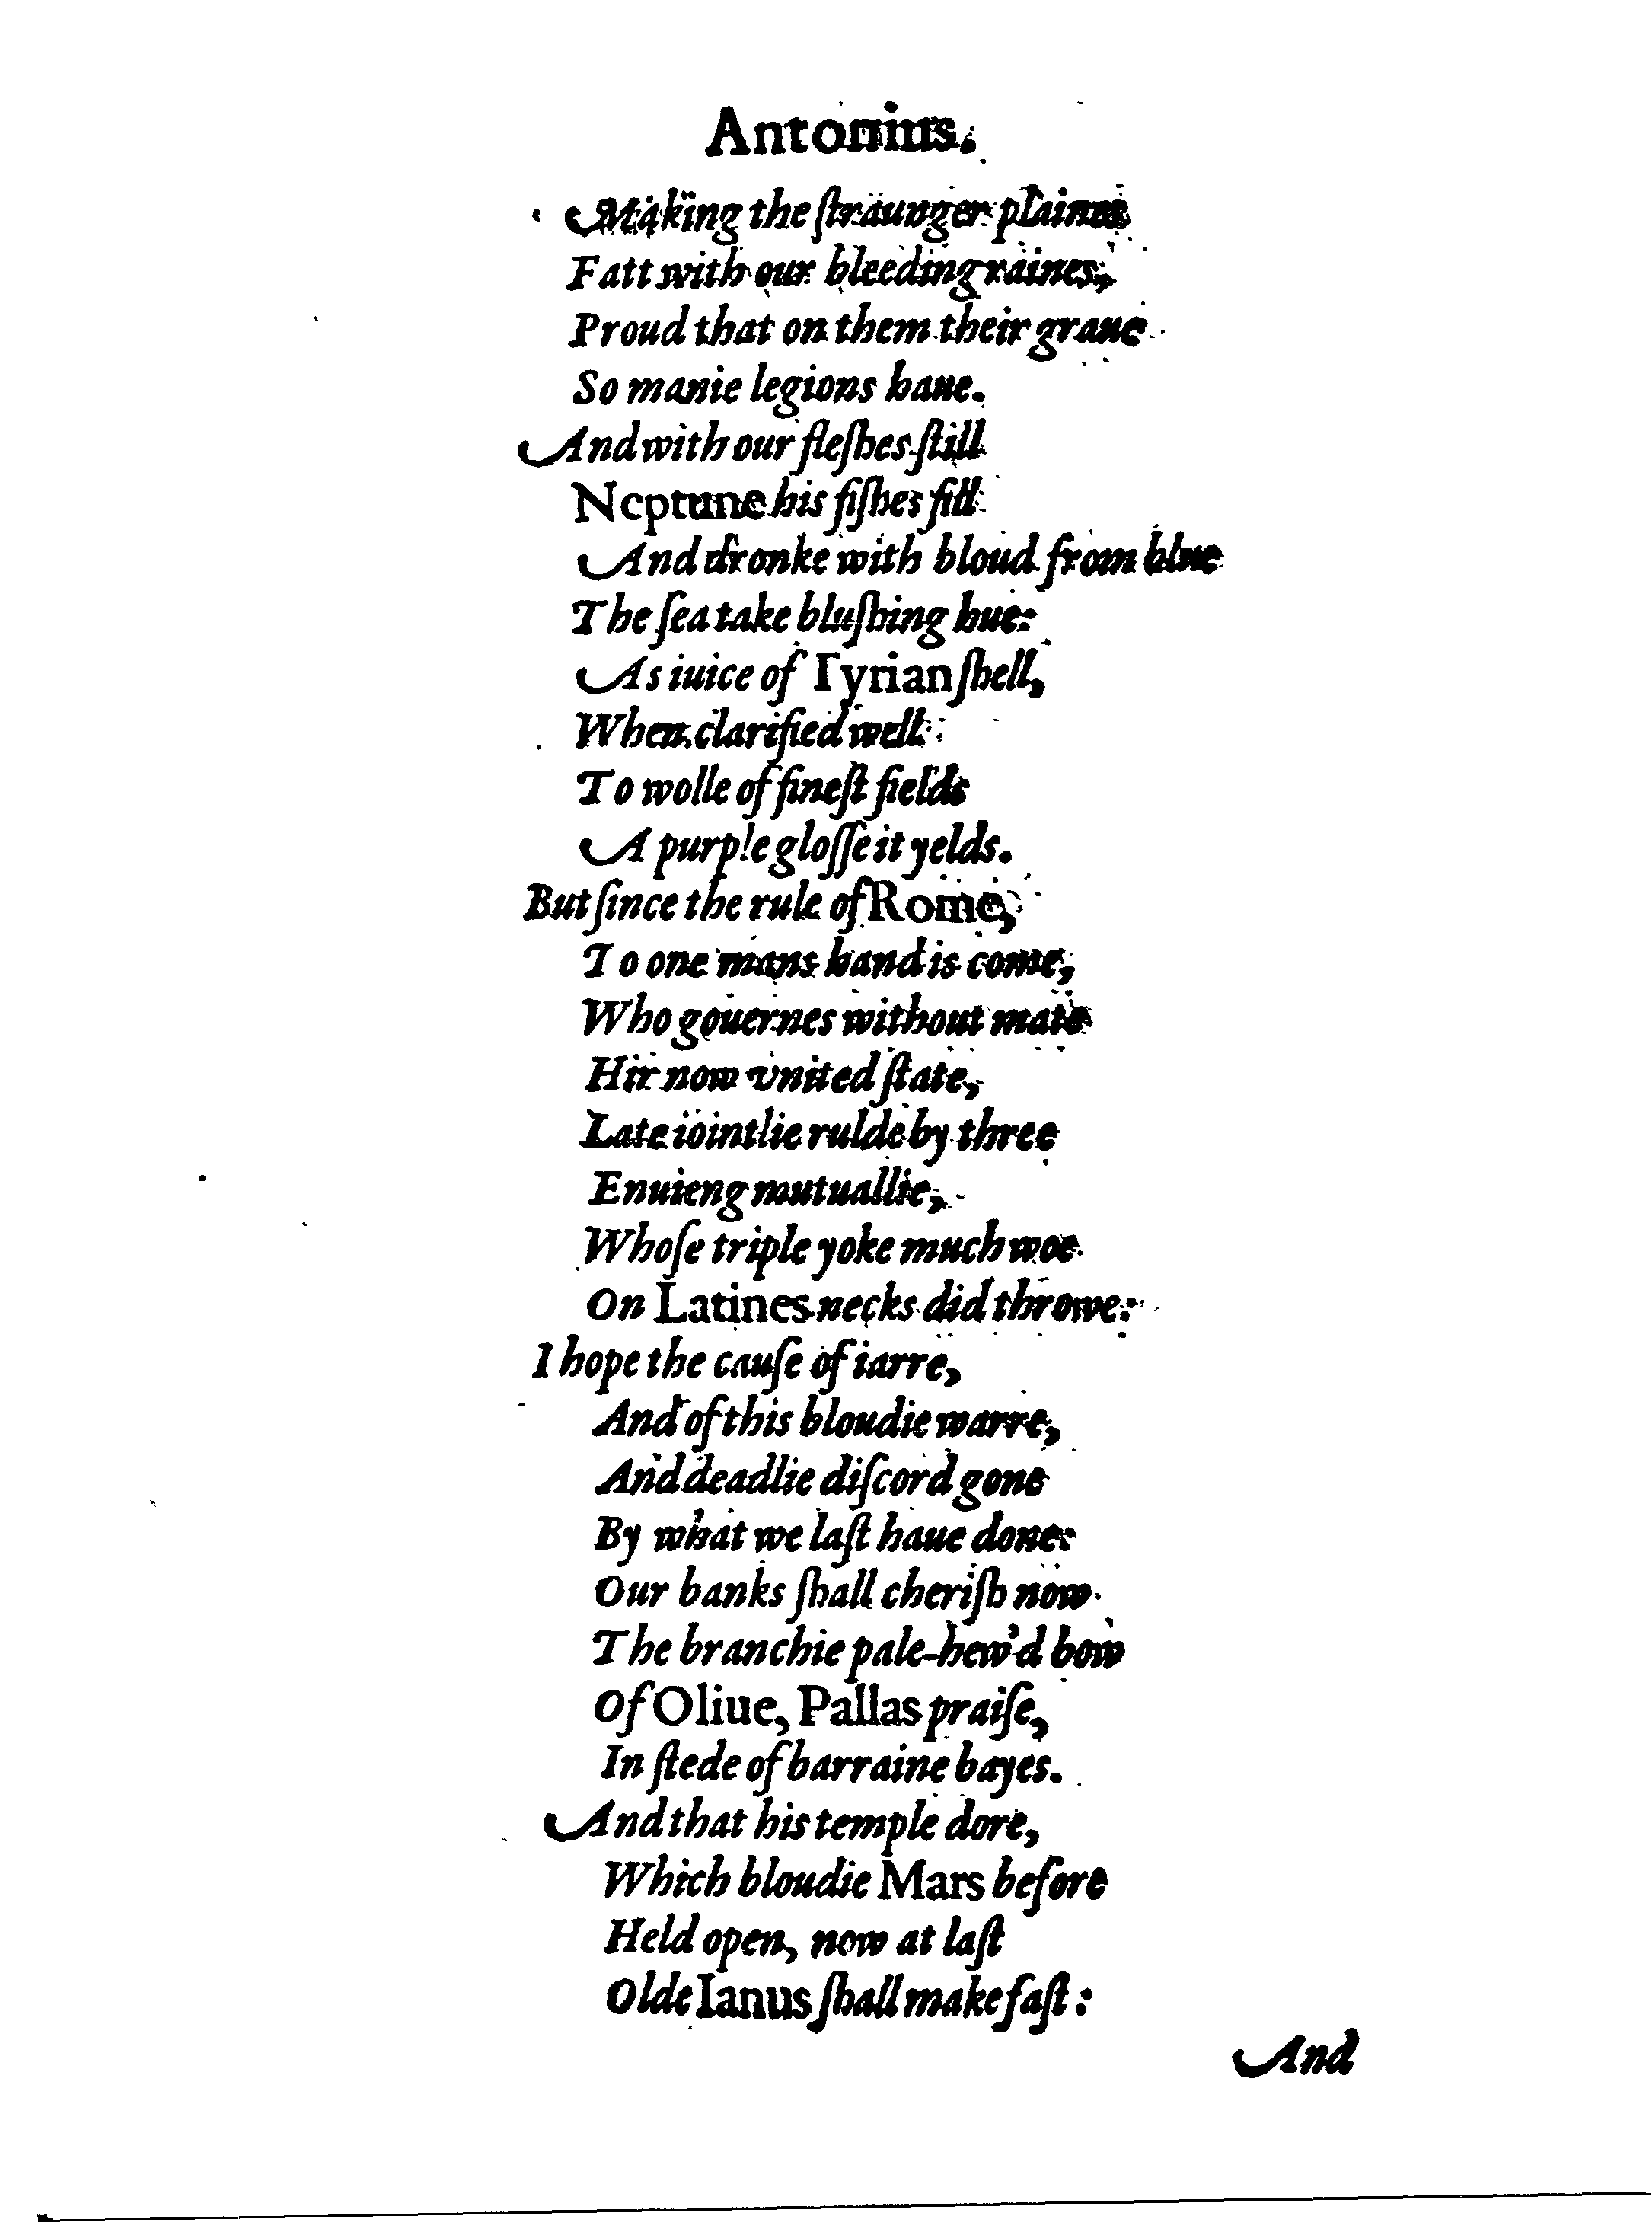 Antonius.
Making the ſtraunger plaines
Fatt with our bleeding raines,
Proud that on them their graue
So manie legions haue.
And with our fleſhes ſtill
Neptune his fiſhes fill
And dronke with bloud from blue
The ſea take bluſhing hue:
As iuice of Tyrian ſhell,
When clarified well
To wolle of fineſt fields
A purple gloſſe it yelds.
But ſince the rule of Rome,
To one mans hand is come,
Who gouernes without mate
Hir now vnited ſtate,
Late iointlie rulde by three
Enuieng mutuallie,
Whoſe triple yoke much woe
On Latines necks did throwe:
I hope the cauſe of iarre,
And of this bloudie warre,
And deadlie diſcord gone
By what we laſt haue done:
Our banks ſhall cheriſh now
The branchie pale-hew'd bow
Of Oliue, Pallas praiſe,
In ſtede of barraine bayes.
And that his temple dore,
Which bloudie Mars before
Held open, now at laſt
Olde Ianus ſhall make faſt:
And